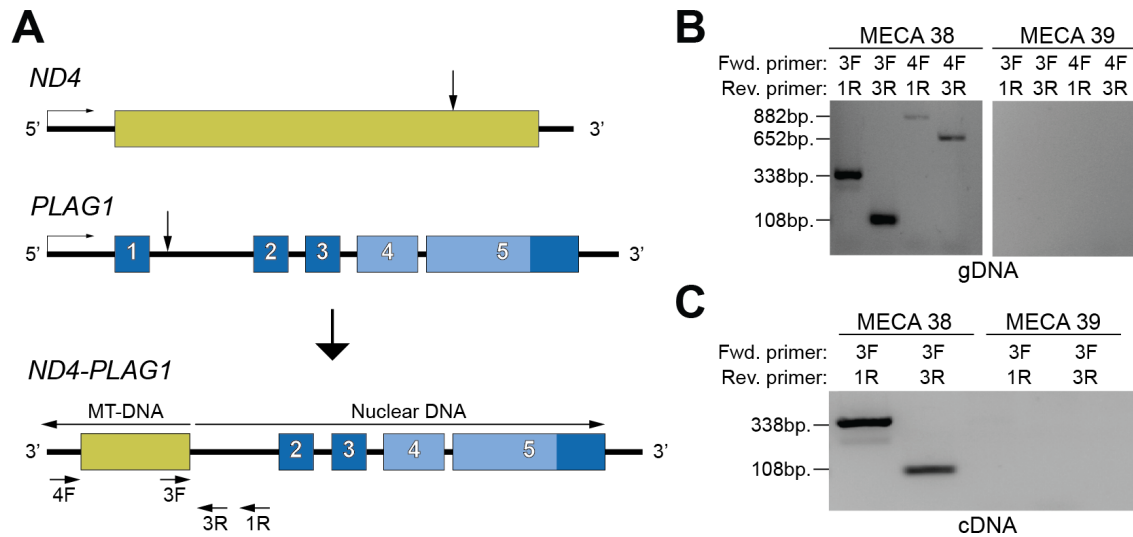 A
ND4
5’ 3’
PLAG1
5’ 1 2 3 4 5 3’
ND4-PLAG1
MT-DNA Nuclear DNA
3’ 2 3 4 5 3’
4F 3F
3R 1R
B
MECA 38 MECA 39
Fwd. primer: 3F 3F 4F 4F 3F 3F 4F 4F
Rev. primer: 1R 3R 1R 3R 1R 3R 1R 3R
882bp.
652bp.
338bp.
108bp.
gDNA
C
MECA 38 MECA 39
Fwd. primer: 3F 3F 3F 3F
Rev. primer: 1R 3R 1R 3R
338bp.
108bp.
cDNA